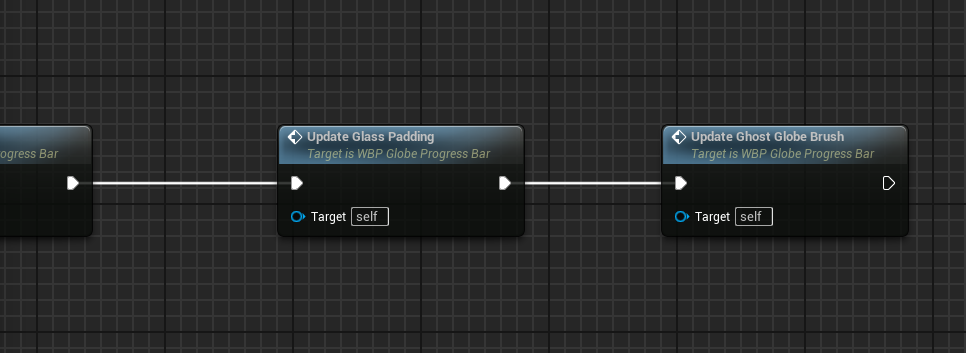 ogress Bar
Update Glass Padding
Target is WBP Globe Progress Bar
Target self
Update Ghost Globe Brush
Target is WBP Globe Progress Bar
Target self